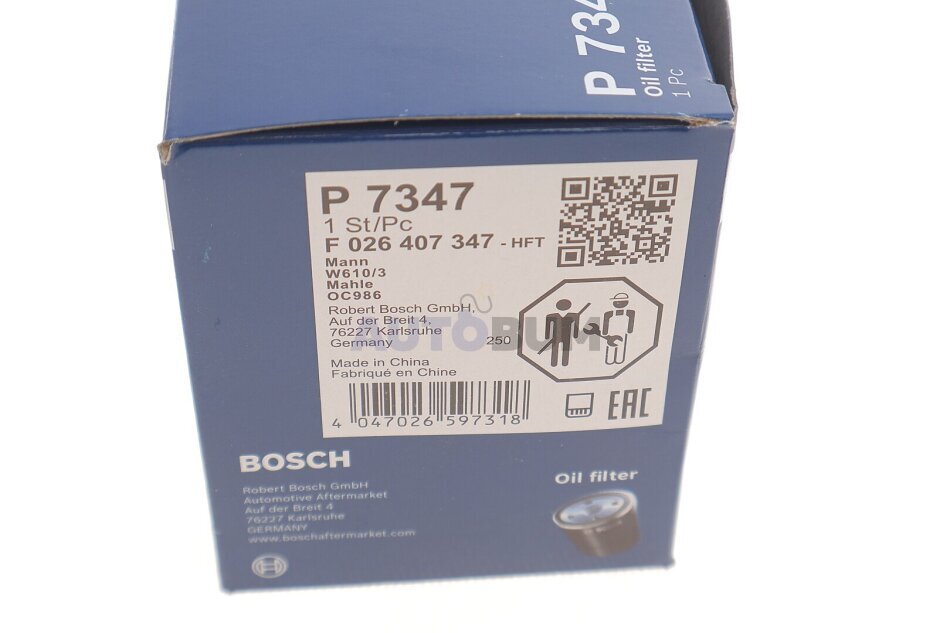 P 734
Oil filter
1 Pc
P 7347
1 St/Pc
F 026 407 347 - HFT
Mann
W610/3
Mahle
OC986
Robert Bosch GmbH,
Auf der Breit 4,
76227 Karlsruhe
Germany
250
Made in China
Fabriqué en Chine
4 047026 597318
EAC
AUTOBUM
BOSCH
Robert Bosch GmbH
Automotive Aftermarket
Auf der Breit 4
76227 Karlsruhe
GERMANY
www.boschaftermarket.com
Oil filter